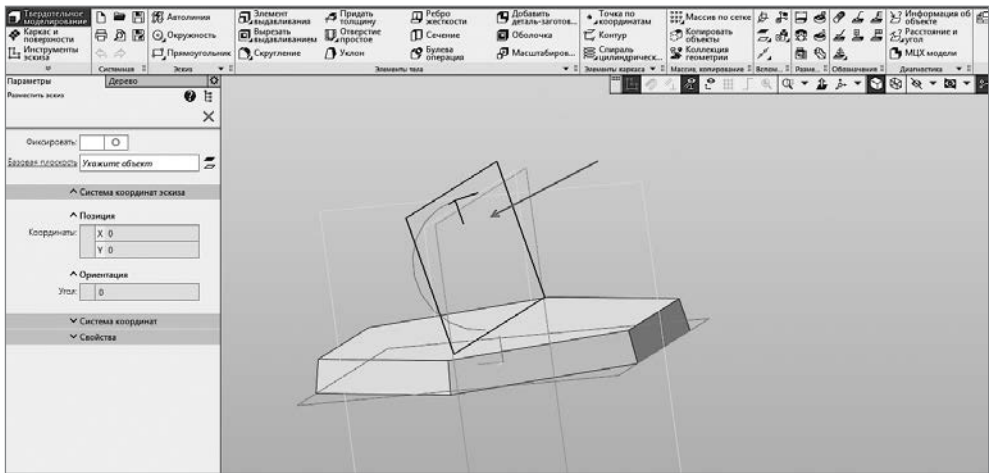 Твердотельное моделирование
Каркас и поверхности
Инструменты эскиза
Системная
Автолиния
Окружность
Прямоугольник
Эскиз
Элемент выдавливания
Вырезать выдавливанием
Скругление
Придать толщину
Отверстие простое
Уклон
Ребро жесткости
Сечение
Булева операция
Добавить деталь-заготов...
Оболочка
Масштабиров...
Элементы тела
Точка по координатам
Контур
Спираль цилиндрическ...
Элементы каркаса
Массив по сетке
Копировать объекты
Коллекция геометрии
Массив, копирование
Вспом...
Разме...
Обозначения
Информация об объекте
Расстояние и угол
МЦХ модели
Диагностика
Параметры
Дерево
Разместить эскиз
Фиксировать:
Базовая плоскость
Укажите объект
Система координат эскиза
Позиция
Координаты:
X 0
Y 0
Ориентация
Угол:
0
Система координат
Свойства